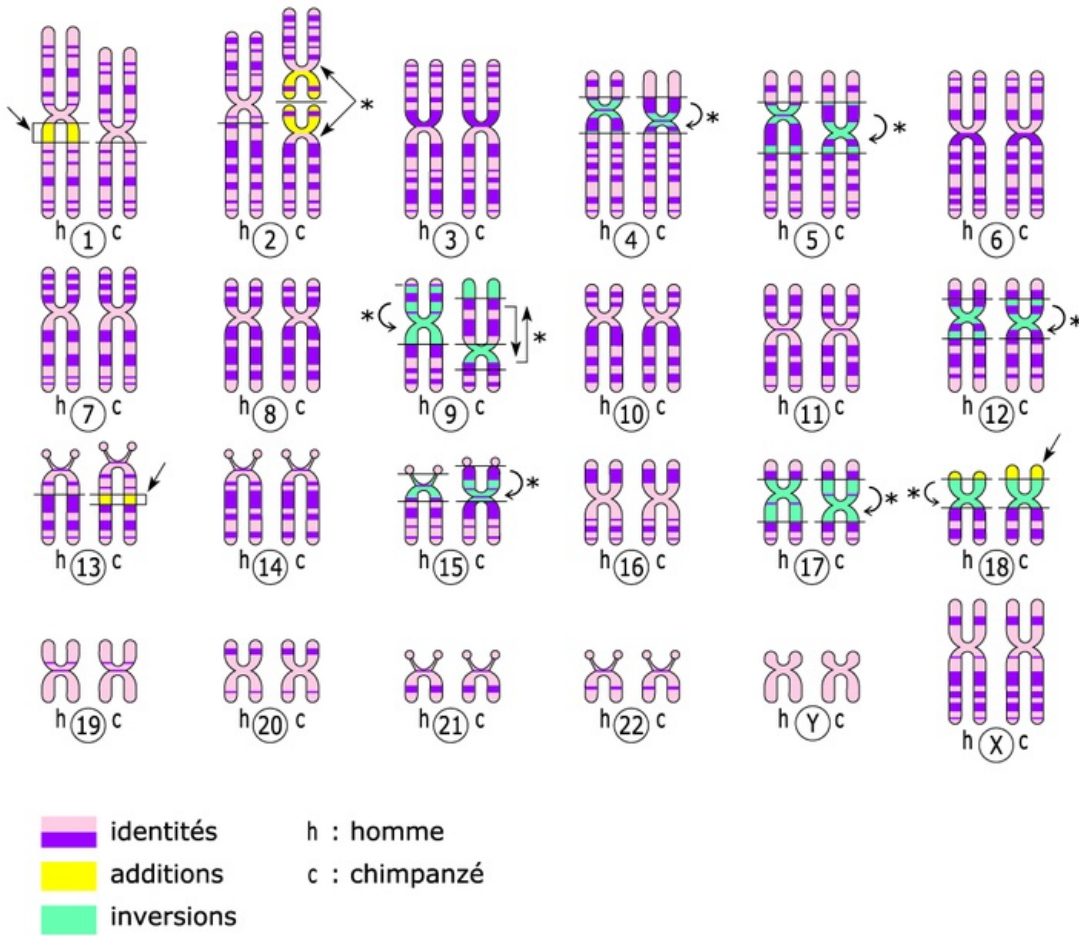 *
*
*
h 1 c
h 2 c
h 3 c
h 4 c
h 5 c
h 6 c
*
*
*
h 7 c
h 8 c
h 9 c
h 10 c
h 11 c
h 12 c
*
*
*
h 13 c
h 14 c
h 15 c
h 16 c
h 17 c
h 18 c
h 19 c
h 20 c
h 21 c
h 22 c
h Y c
h X c
identités h : homme
additions c : chimpanzé
inversions